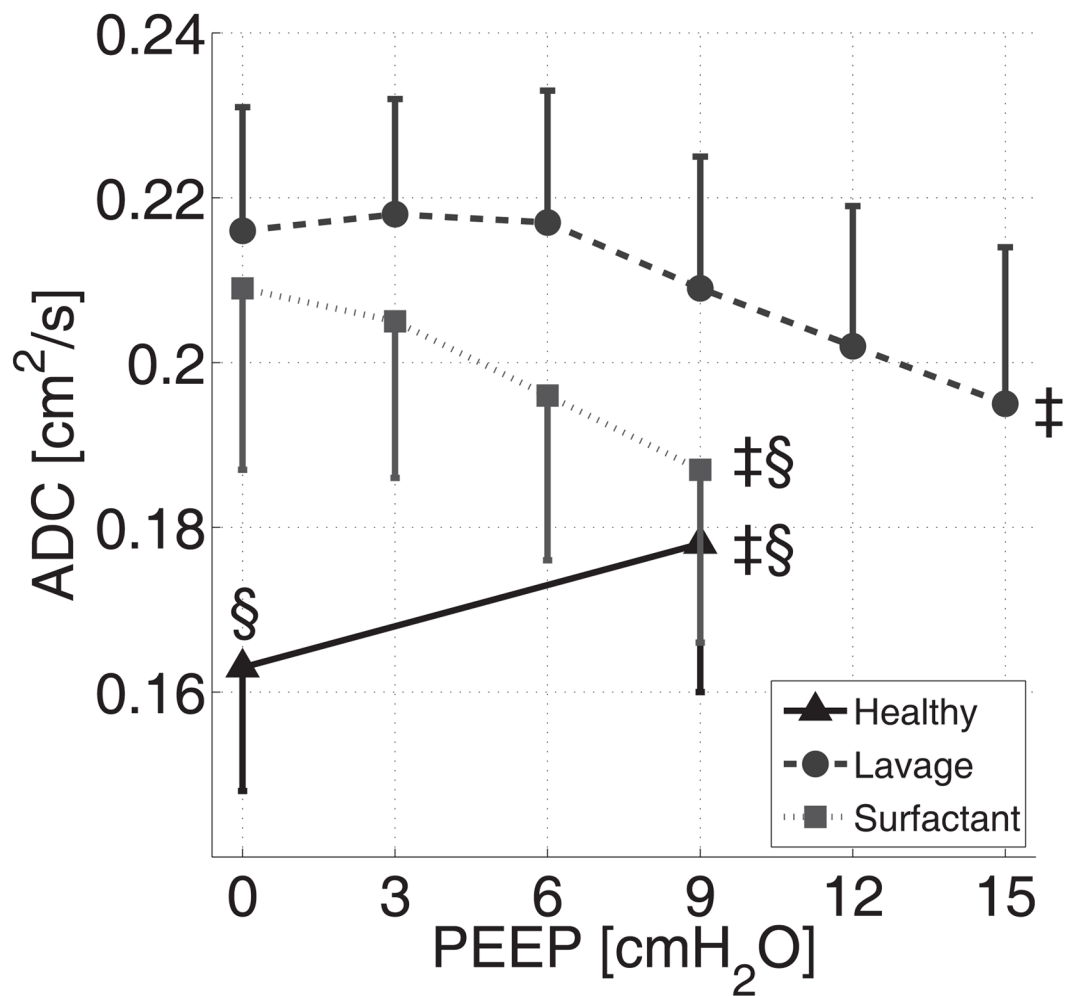 0.24
0.22
0.2
0.18
0.16
ADC [cm²/s]
‡
‡§
‡§
§
Healthy
Lavage
Surfactant
0 3 6 9 12 15
PEEP [cmH₂O]